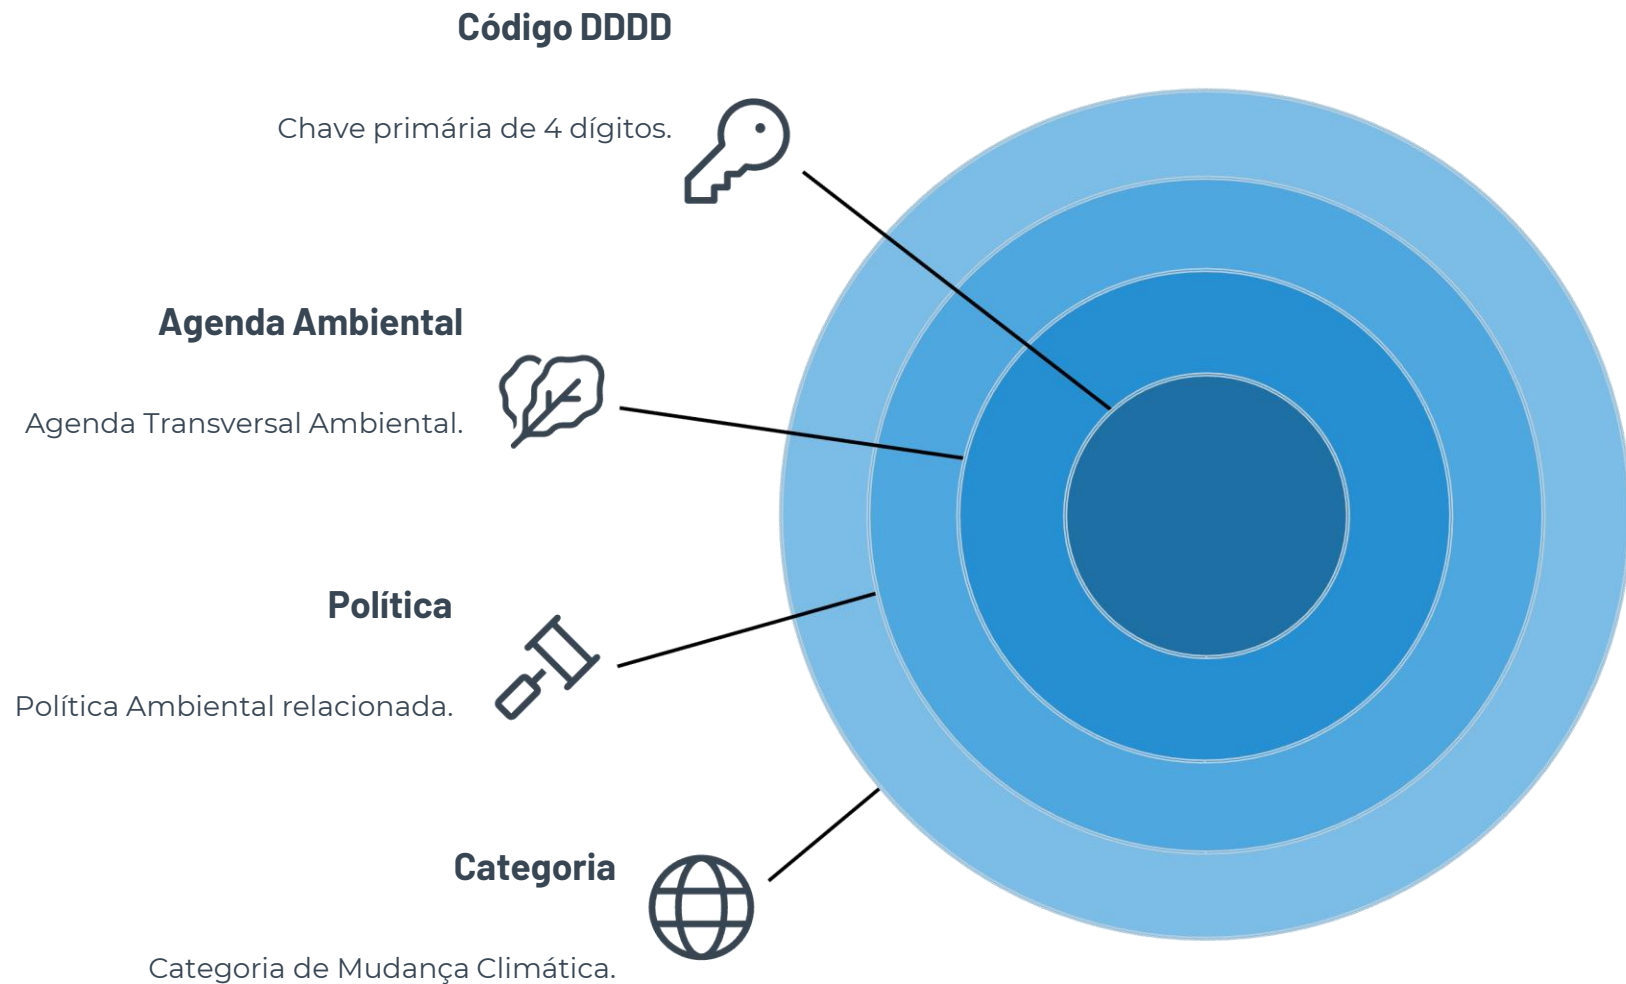 Código DDDD
Chave primária de 4 dígitos.
Agenda Ambiental
Agenda Transversal Ambiental.
Política
Política Ambiental relacionada.
Categoria
Categoria de Mudança Climática.